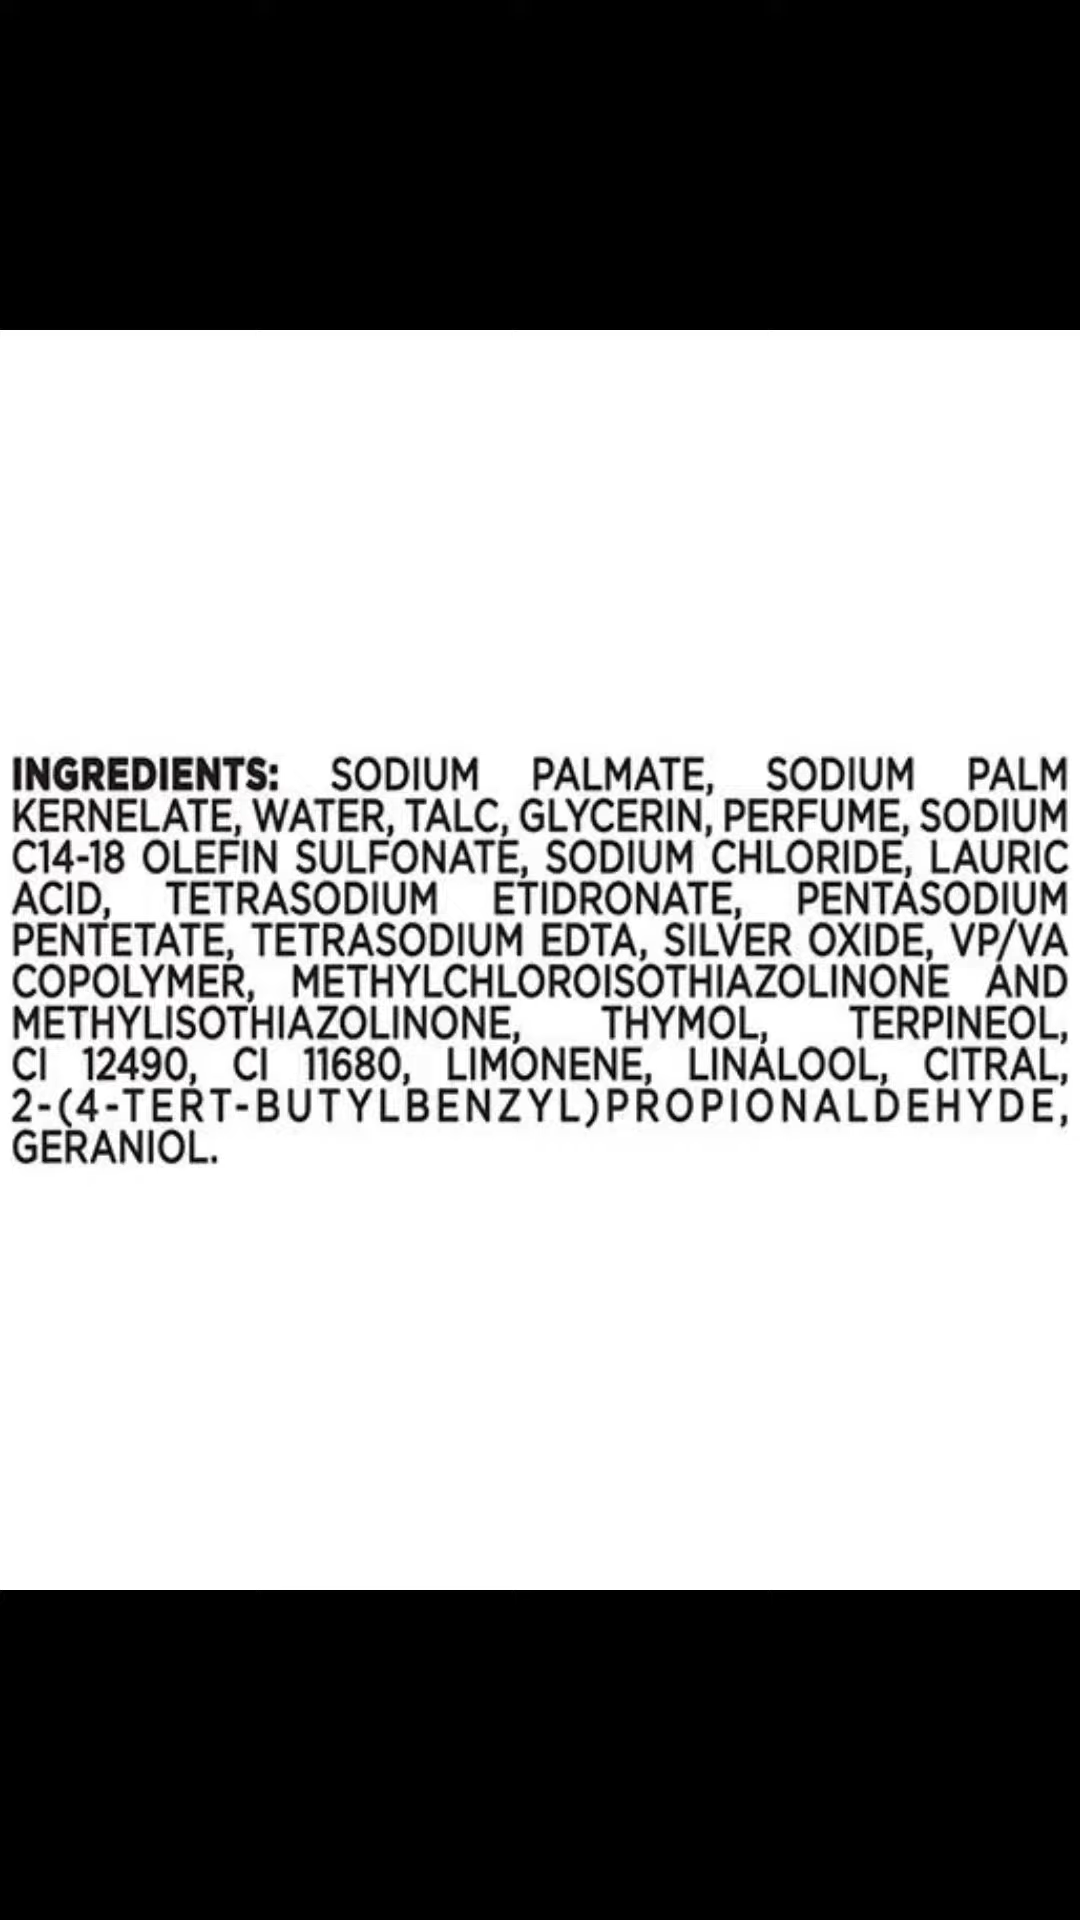 INGREDIENTS: SODIUM PALMATE, SODIUM PALM
KERNELATE, WATER, TALC, GLYCERIN, PERFUME, SODIUM
C14-18 OLEFIN SULFONATE, SODIUM CHLORIDE, LAURIC
ACID, TETRASODIUM ETIDRONATE, PENTASODIUM
PENTETATE, TETRASODIUM EDTA, SILVER OXIDE, VP/VA
COPOLYMER, METHYLCHLOROISOTHIAZOLINONE AND
METHYLISOTHIAZOLINONE, THYMOL, TERPINEOL,
CI 12490, CI 11680, LIMONENE, LINALOOL, CITRAL,
2-(4-TERT-BUTYLBENZYL)PROPIONALDEHYDE,
GERANIOL.